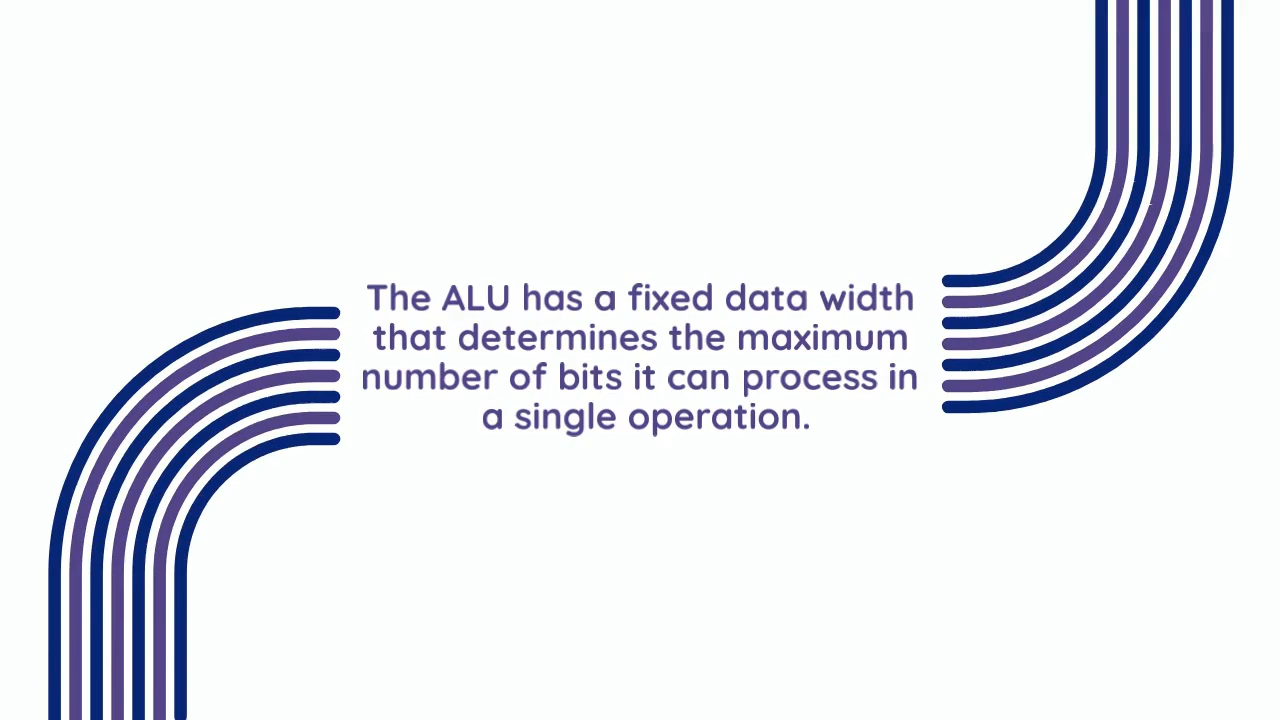 The ALU has a fixed data width
that determines the maximum
number of bits it can process in
a single operation.